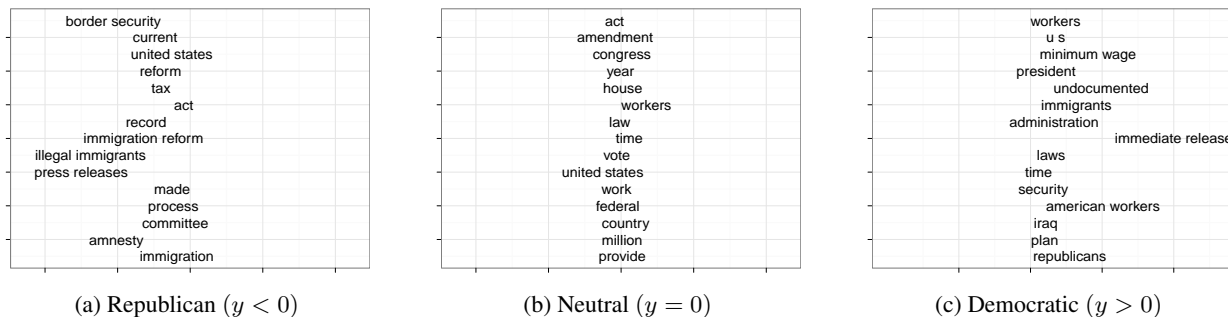 border security
current
united states
reform
tax
act
record
immigration reform
illegal immigrants
press releases
made
process
committee
amnesty
immigration
(a) Republican (y < 0)
act
amendment
congress
year
house
workers
law
time
vote
united states
work
federal
country
million
provide
(b) Neutral (y = 0)
workers
u s
minimum wage
president
undocumented
immigrants
administration
immediate release
laws
time
security
american workers
iraq
plan
republicans
(c) Democratic (y > 0)